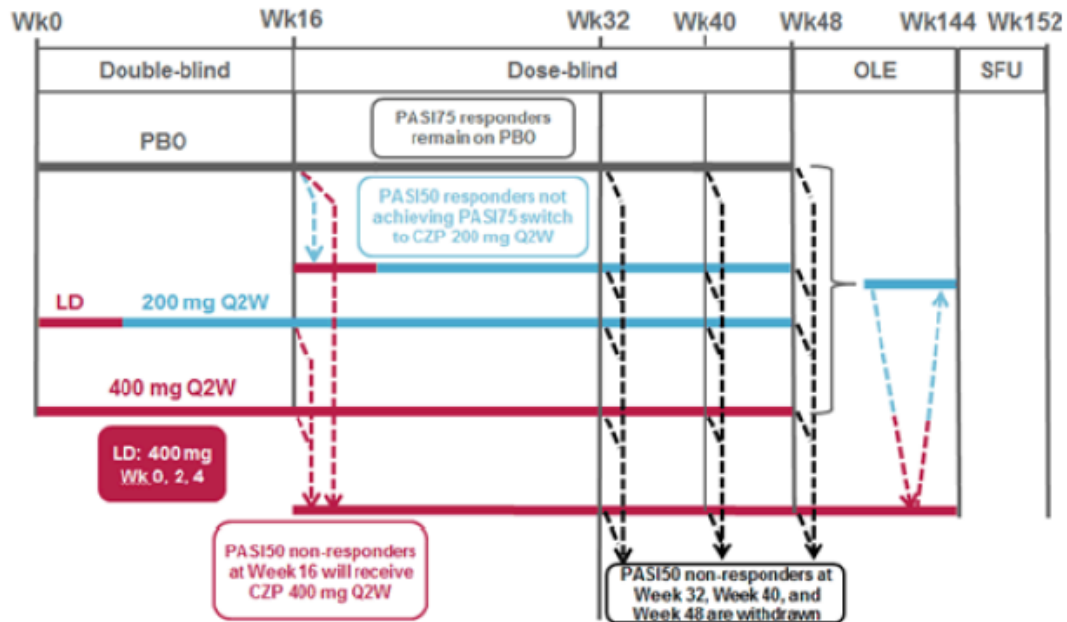 Wk0 Wk16 Wk32 Wk40 Wk48 Wk144 Wk152
Double-blind Dose-blind OLE SFU
PBO
PASI75 responders
remain on PBO
PASI50 responders not
achieving PASI75 switch
to CZP 200 mg Q2W
LD 200 mg Q2W
400 mg Q2W
LD: 400 mg
Wk 0, 2, 4
PASI50 non-responders
at Week 16 will receive
CZP 400 mg Q2W
PASI50 non-responders at
Week 32, Week 40, and
Week 48 are withdrawn